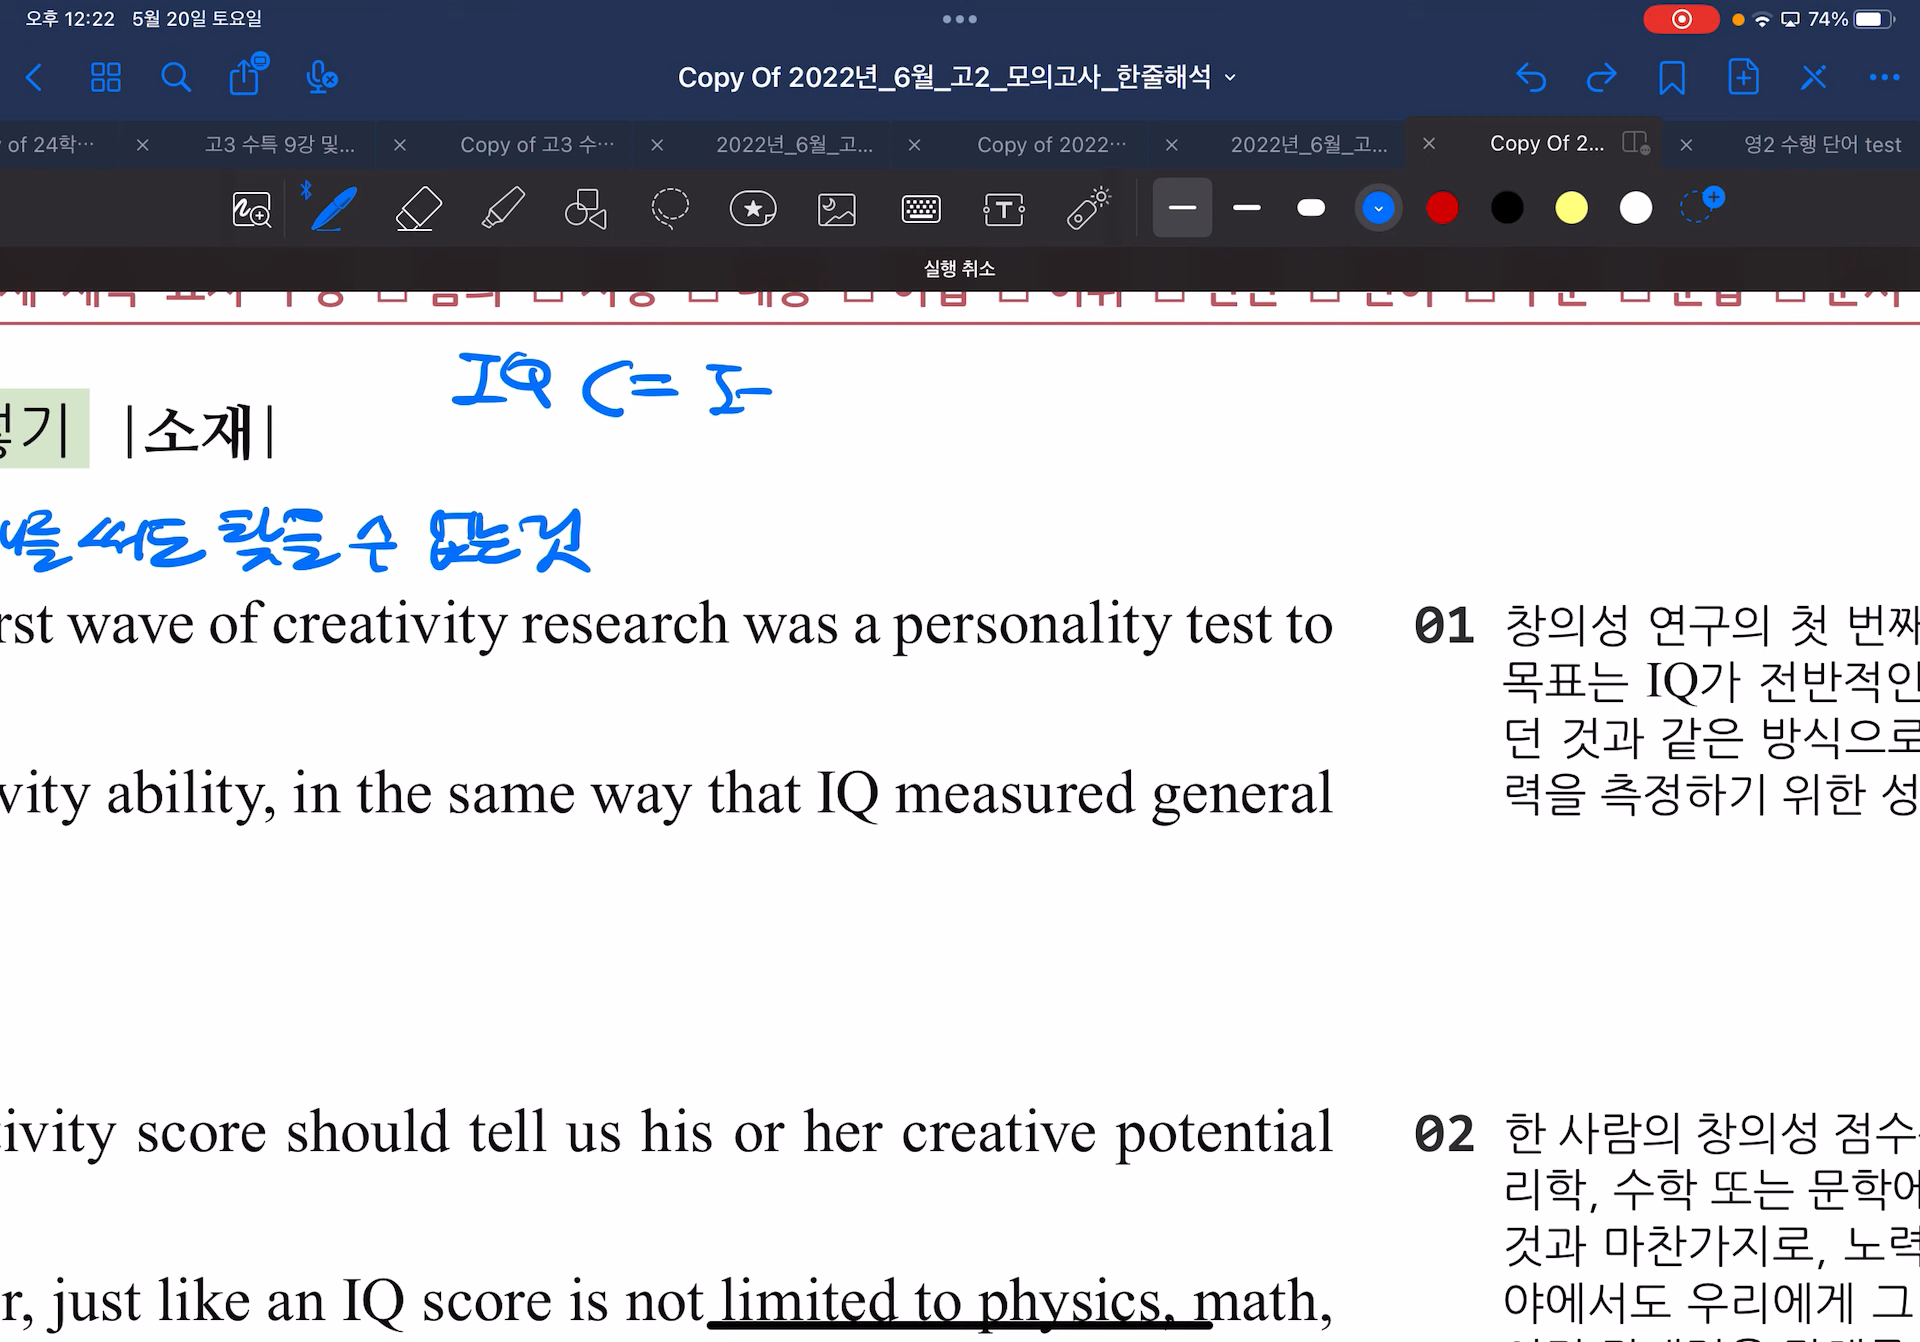 오후 12:22 5월 20일 토요일
74%
Copy Of 2022년_6월_고2_모의고사_한줄해석
of 24학…
고3 수특 9강 및...
Copy of 고3 수…
2022년_6월_고...
Copy of 2022…
2022년_6월_고...
Copy Of 2...
영2 수행 단어 test
실행 취소
IQ (=
기 |소재|
를 써도 찾을 수 없는 것
rst wave of creativity research was a personality test to
vity ability, in the same way that IQ measured general
tivity score should tell us his or her creative potential
r, just like an IQ score is not limited to physics, math,
01 창의성 연구의 첫 번째
목표는 IQ가 전반적인
던 것과 같은 방식으로
력을 측정하기 위한 성
02 한 사람의 창의성 점수
리학, 수학 또는 문학에
것과 마찬가지로, 노력
야에서도 우리에게 그